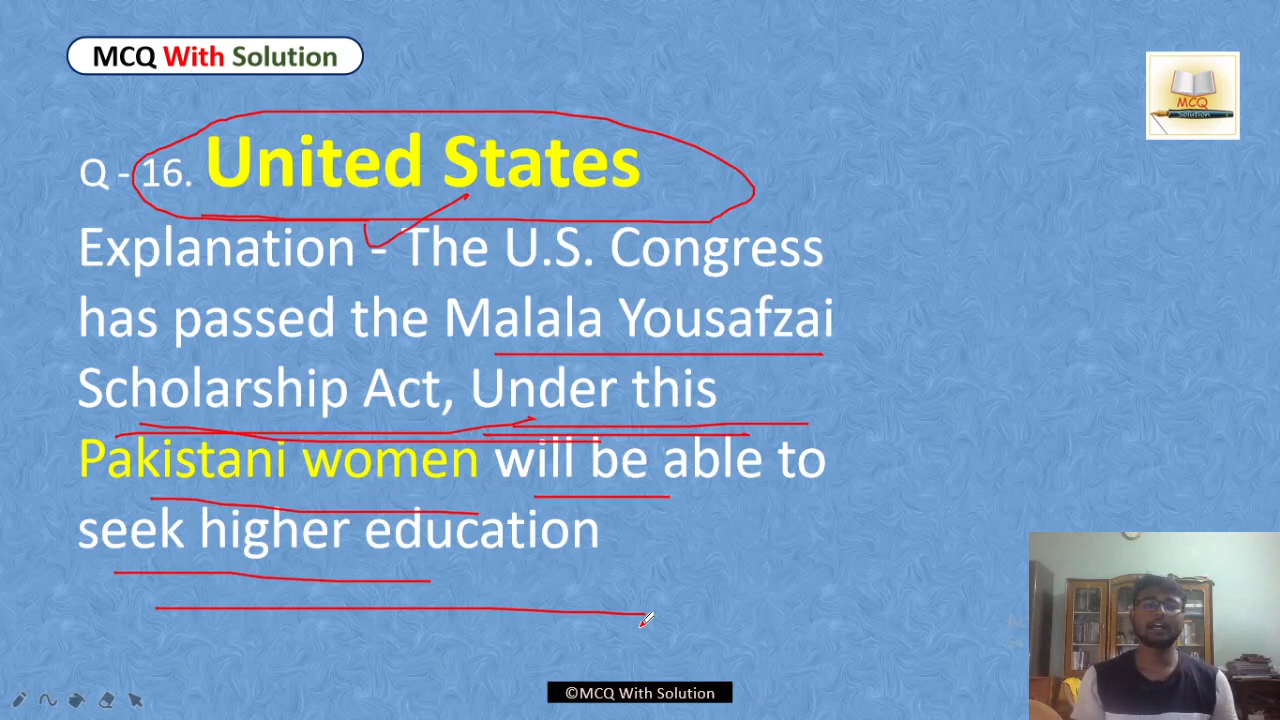 MCQ With Solution
MCQ
Solution
Q - 16. United States
Explanation - The U.S. Congress
has passed the Malala Yousafzai
Scholarship Act, Under this
Pakistani women will be able to
seek higher education
©MCQ With Solution